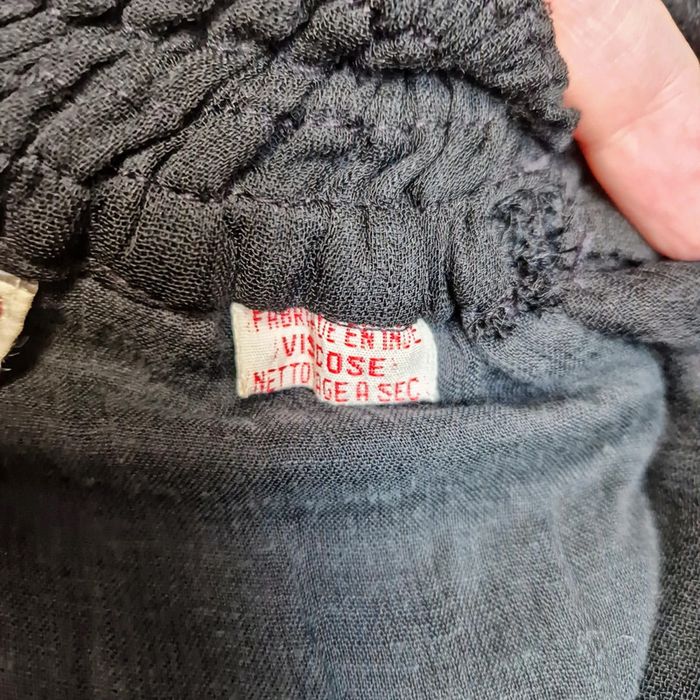 FABRIQUE EN INDE
VISCOSE
NETTOYAGE A SEC